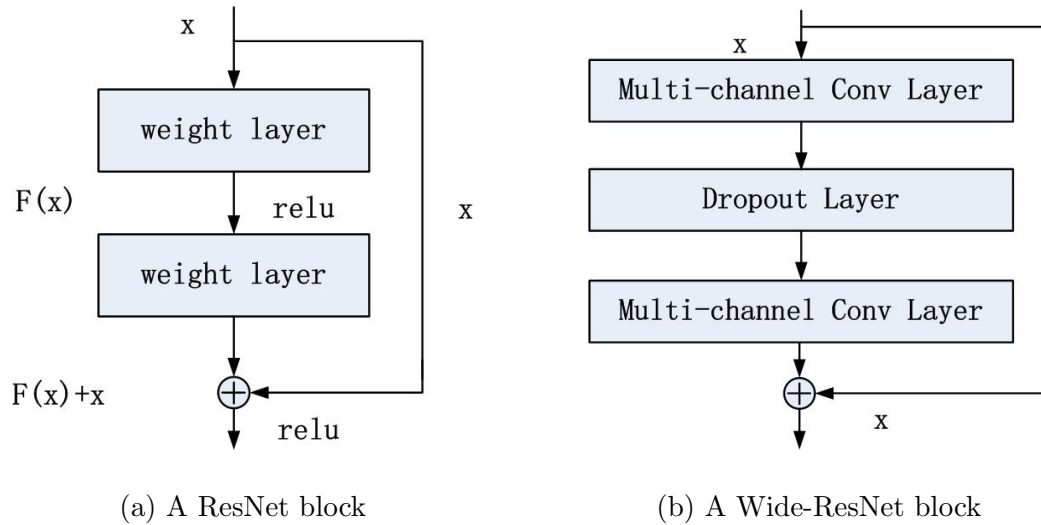 x
weight layer
F(x)
relu
x
weight layer
F(x)+x
relu
(a) A ResNet block
x
Multi-channel Conv Layer
Dropout Layer
Multi-channel Conv Layer
x
(b) A Wide-ResNet block